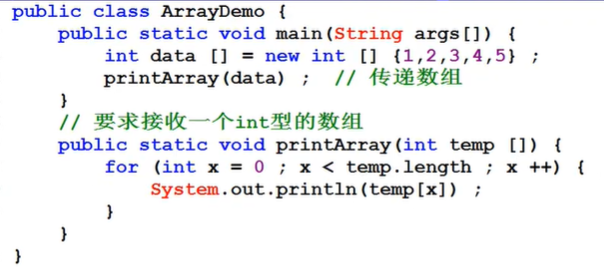 public class ArrayDemo {
    public static void main(String args[]) {
        int data [] = new int [] {1,2,3,4,5} ;
        printArray(data) ;  // 传递数组
    }
    // 要求接收一个int型的数组
    public static void printArray(int temp []) {
        for (int x = 0 ; x < temp.length ; x ++) {
            System.out.println(temp[x]) ;
        }
    }
}